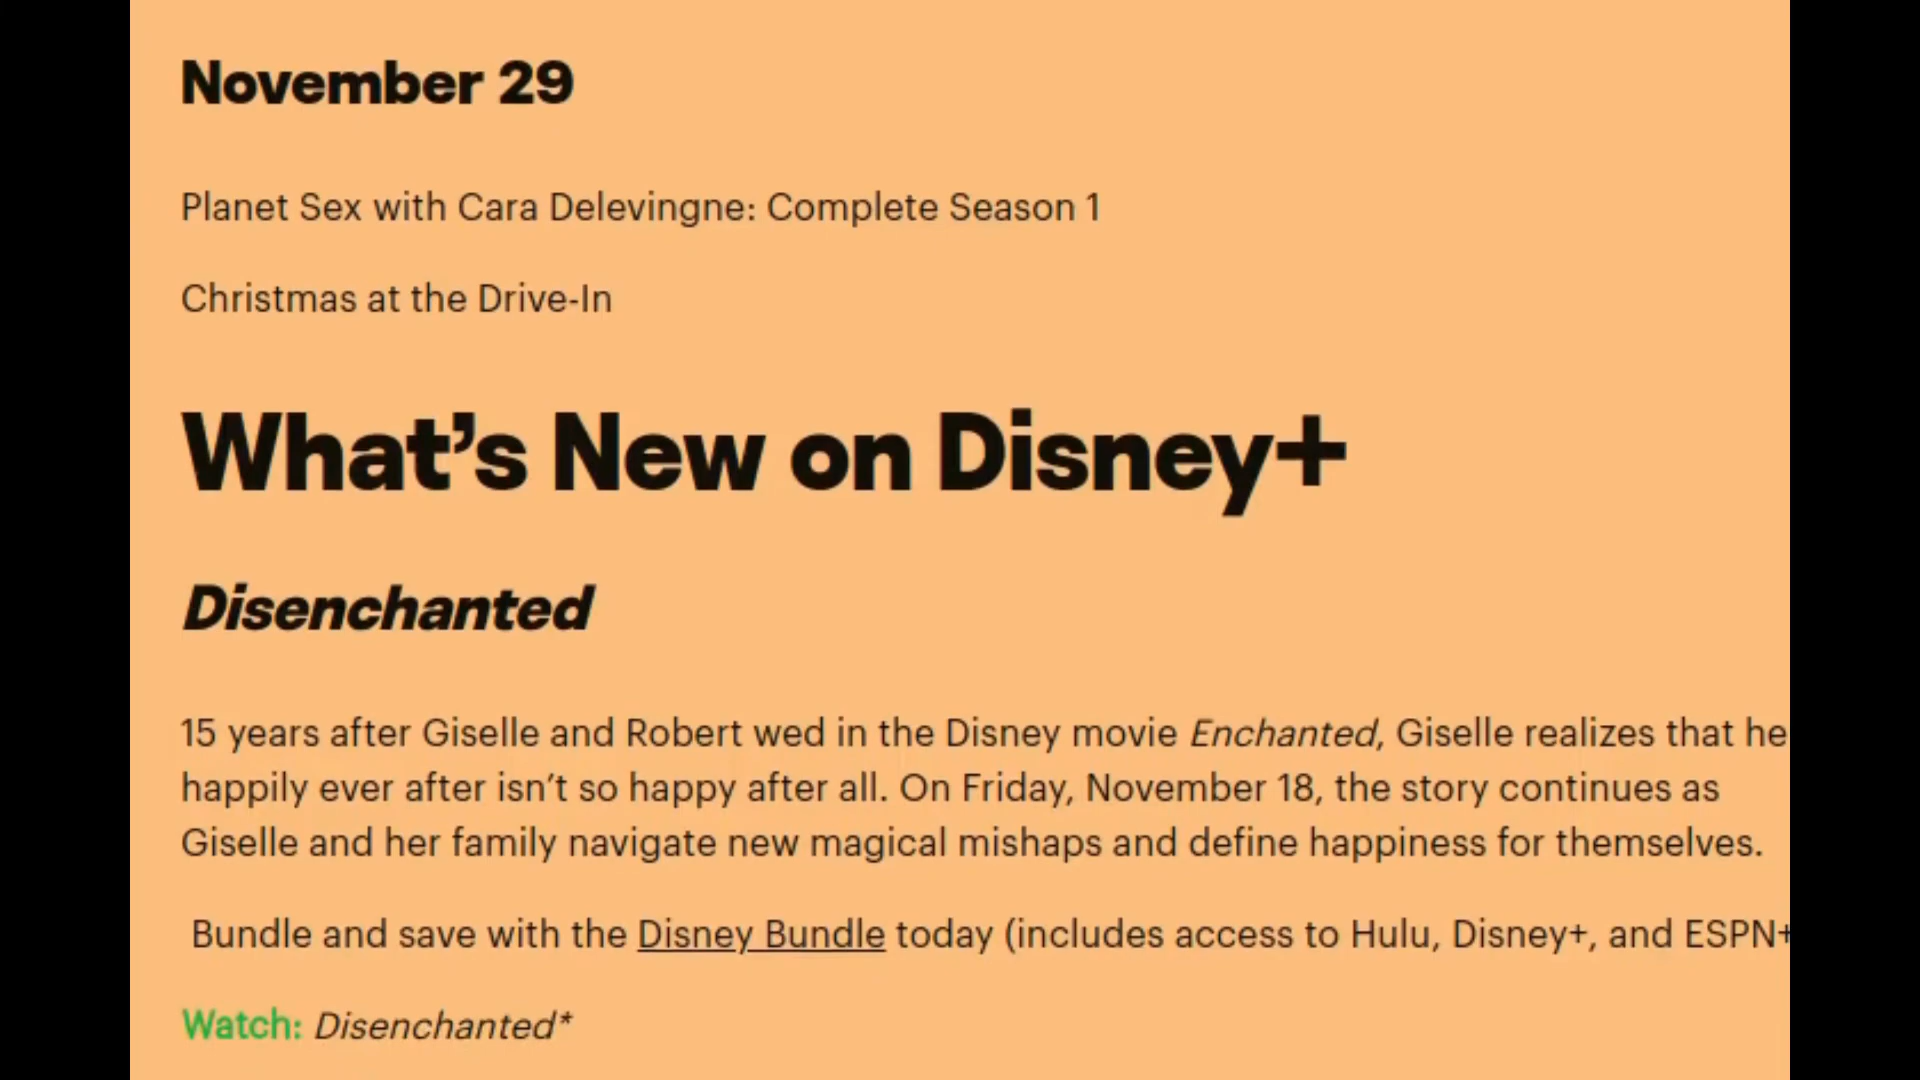 November 29
Planet Sex with Cara Delevingne: Complete Season 1
Christmas at the Drive-In
What’s New on Disney+
Disenchanted
15 years after Giselle and Robert wed in the Disney movie Enchanted, Giselle realizes that he
happily ever after isn’t so happy after all. On Friday, November 18, the story continues as
Giselle and her family navigate new magical mishaps and define happiness for themselves.
Bundle and save with the Disney Bundle today (includes access to Hulu, Disney+, and ESPN+
Watch: Disenchanted*